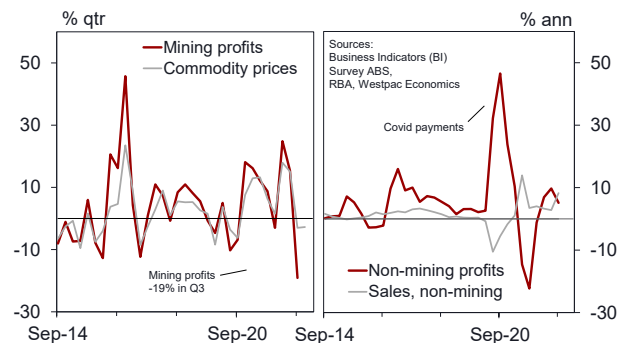 % qtr
% ann
50
30
10
-10
-30
Mining profits
Commodity prices
Mining profits
-19% in Q3
Sep-14
Sep-20
Sources:
Business Indicators (BI)
Survey ABS,
RBA, Westpac Economics
Covid payments
Non-mining profits
Sales, non-mining
50
30
10
-10
-30
Sep-14
Sep-20